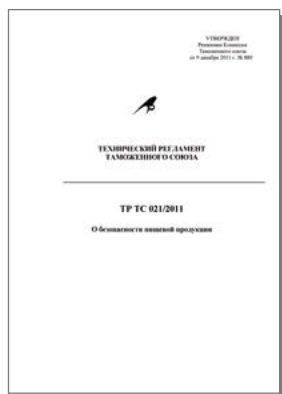 УТВЕРЖДЕН
Решением Комиссии
Таможенного союза
от 9 декабря 2011 г. № 880
ТЕХНИЧЕСКИЙ РЕГЛАМЕНТ
ТАМОЖЕННОГО СОЮЗА
ТР ТС 021/2011
О безопасности пищевой продукции